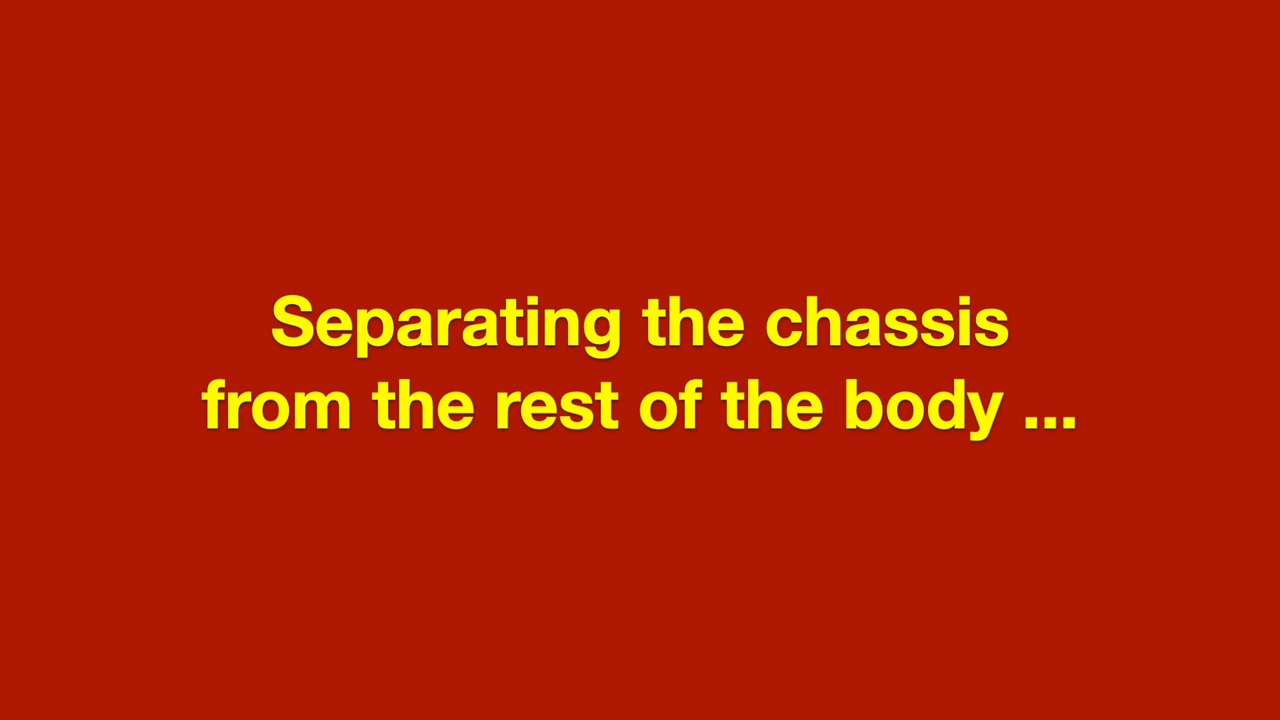 Separating the chassis
from the rest of the body ...